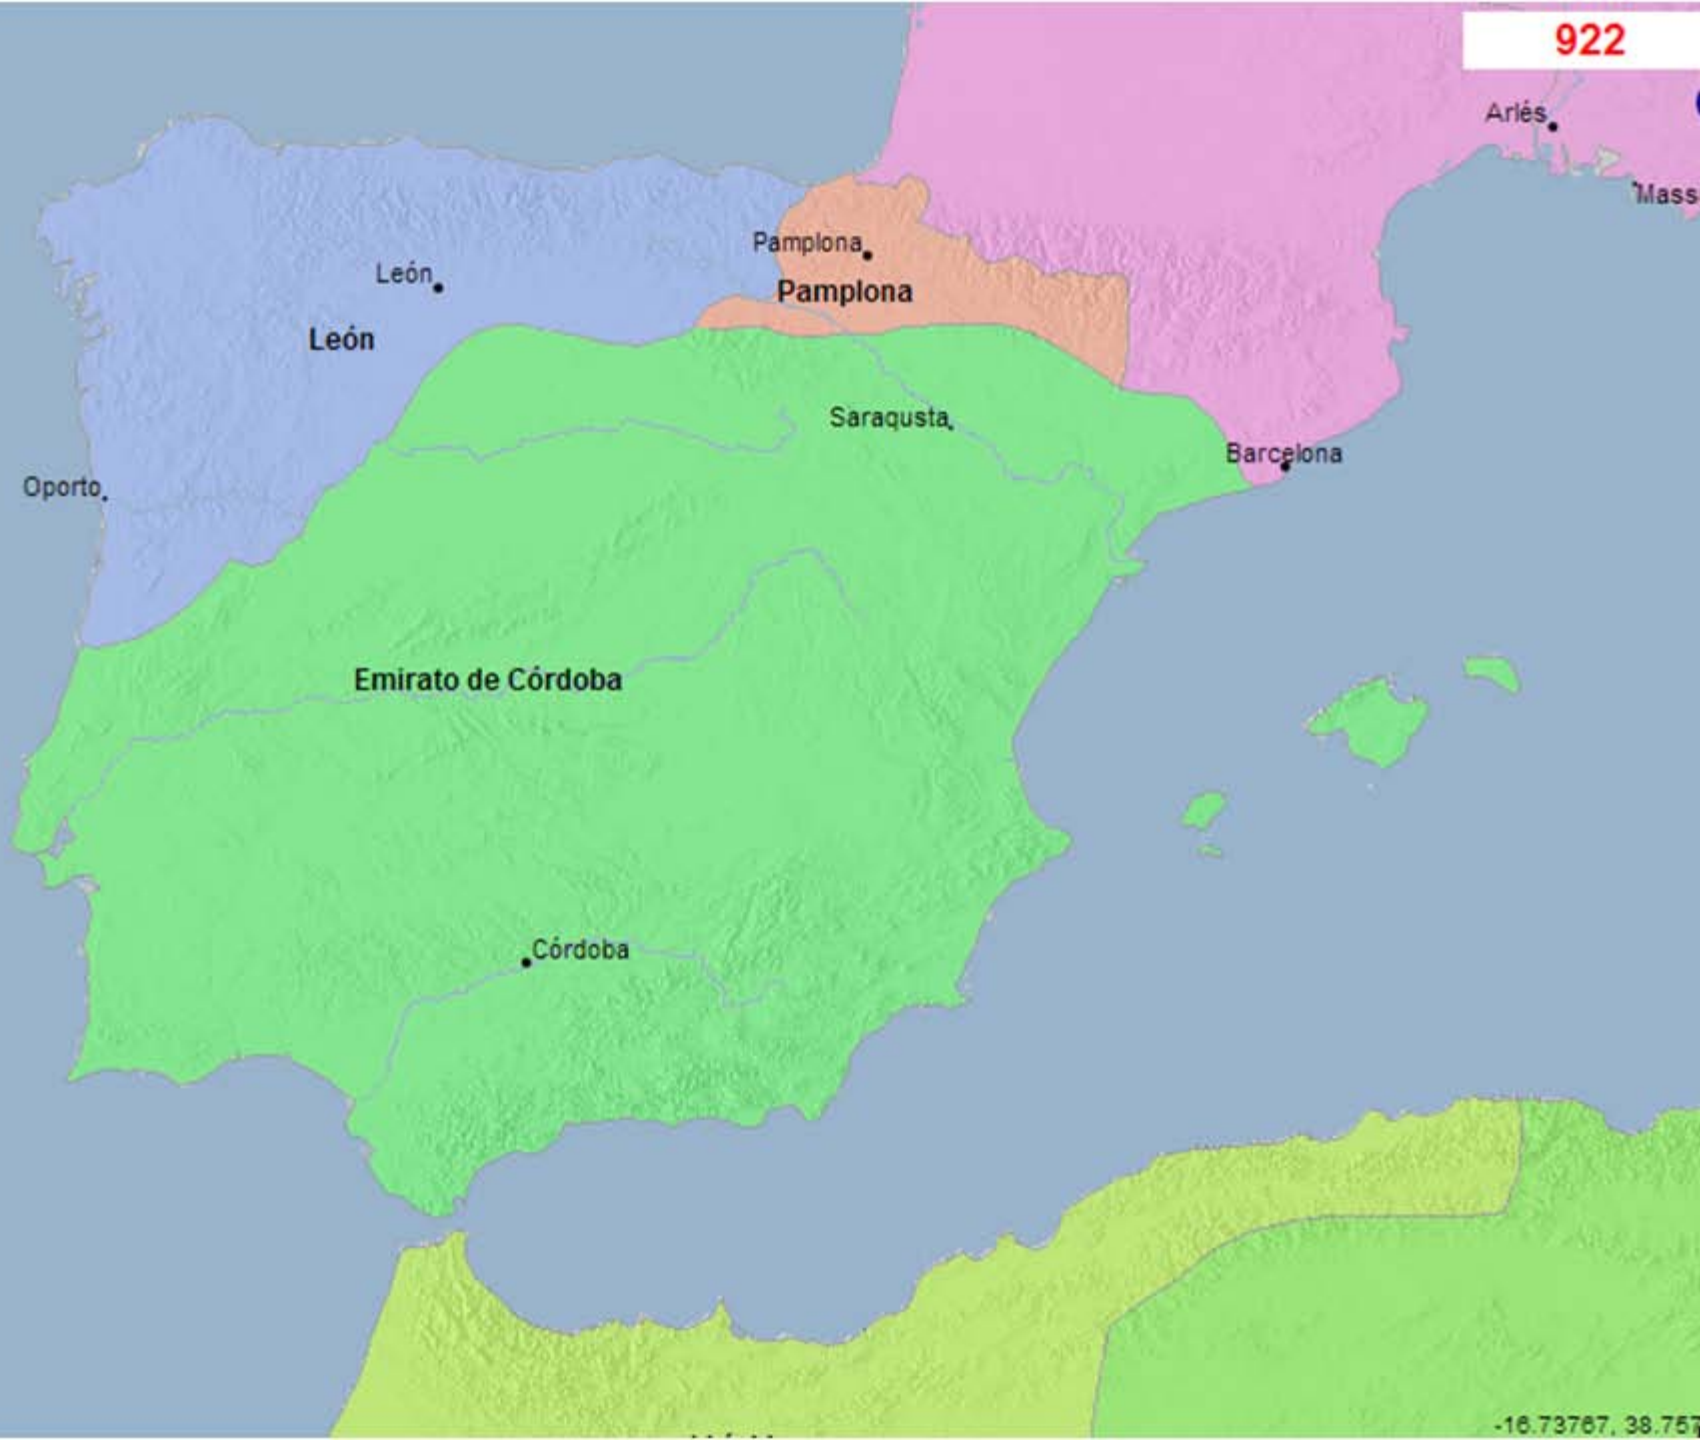 922
Arlés
Mass
Pamplona
León
Pamplona
León
Saraqusta
Barcelona
Oporto
Emirato de Córdoba
Córdoba
-16.73767, 38.757